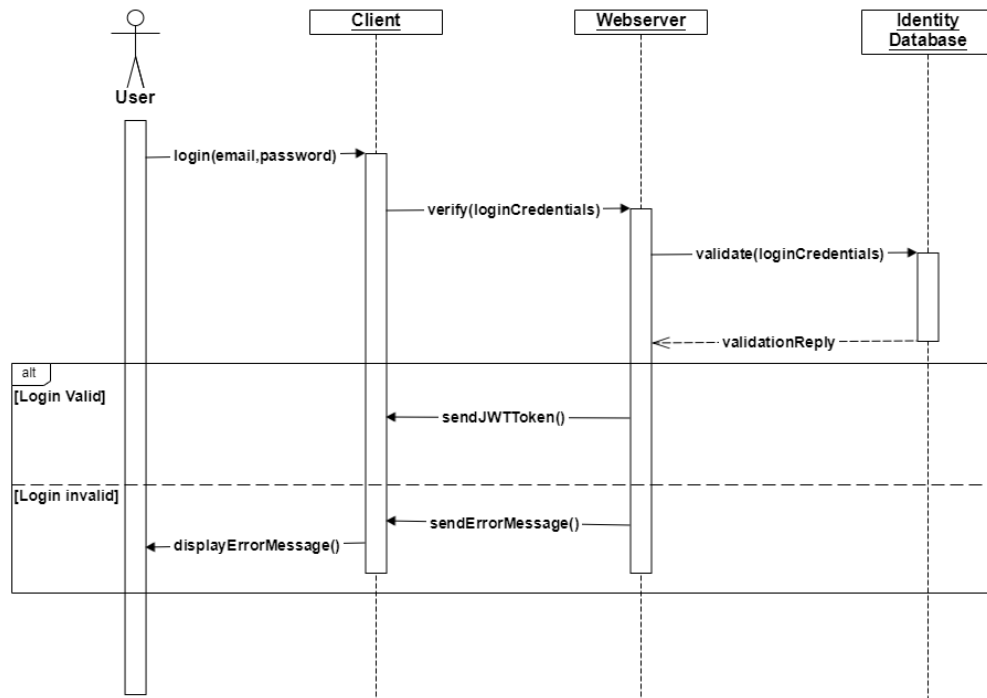 Client
Webserver
Identity
Database
User
login(email,password)
verify(loginCredentials)
validate(loginCredentials)
validationReply
alt
[Login Valid]
sendJWTToken()
[Login invalid]
sendErrorMessage()
displayErrorMessage()